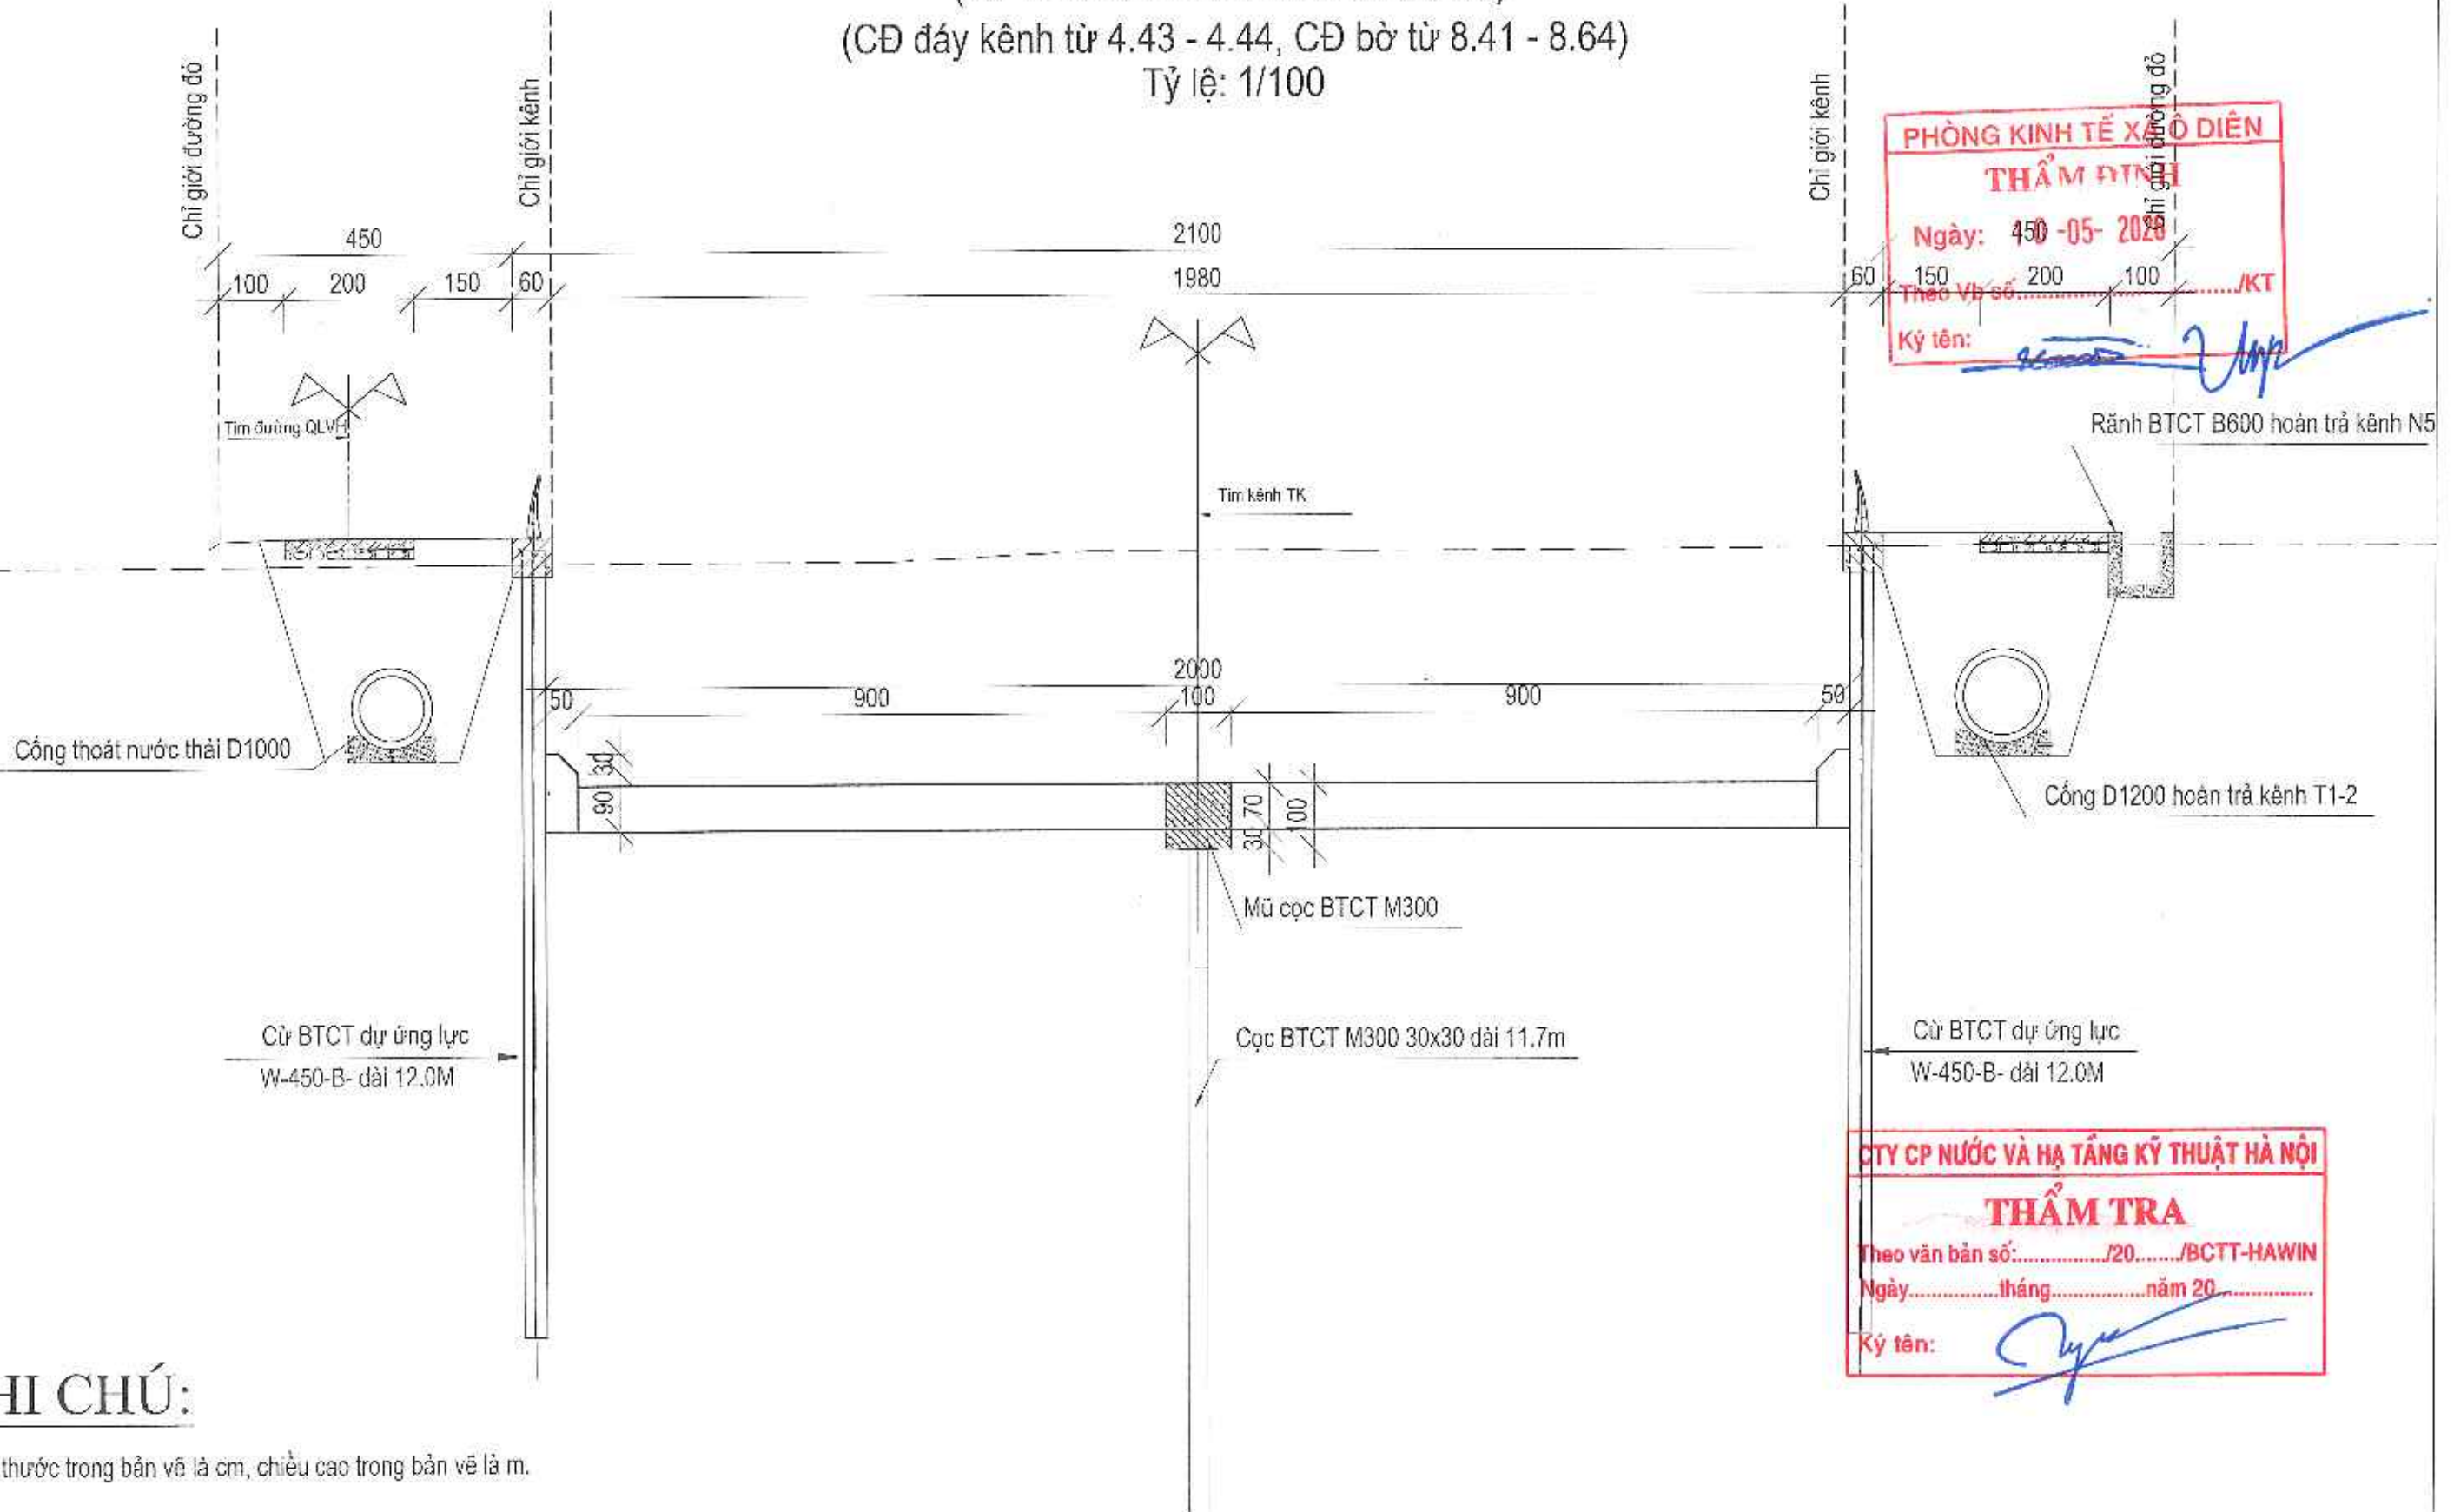 (CĐ đáy kênh từ 4.43 - 4.44, CĐ bờ từ 8.41 - 8.64)
Tỷ lệ: 1/100
Chỉ giới đường đỏ
Chỉ giới kênh
Chỉ giới kênh
Chỉ giới đường đỏ
PHÒNG KINH TẾ XÃ Ô DIÊN
THẨM ĐỊNH
Ngày: -05- 2026
Theo Vb số:............/KT
Ký tên:
450
2100
450
100
200
150
60
1980
60
150
200
100
Tim đường QLVH
Rãnh BTCT B600 hoàn trả kênh N5
Tim kênh TK
2000
50
900
100
900
50
Cống thoát nước thải D1000
30
90
70
30
100
Cống D1200 hoàn trả kênh T1-2
Mũ cọc BTCT M300
Cừ BTCT dự ứng lực
W-450-B- dài 12.0M
Cọc BTCT M300 30x30 dài 11.7m
Cừ BTCT dự ứng lực
W-450-B- dài 12.0M
CTY CP NƯỚC VÀ HẠ TẦNG KỸ THUẬT HÀ NỘI
THẨM TRA
Theo văn bản số:................/20......../BCTT-HAWIN
Ngày................tháng................năm 20................
Ký tên:
HI CHÚ:
thước trong bản vẽ là cm, chiều cao trong bản vẽ là m.